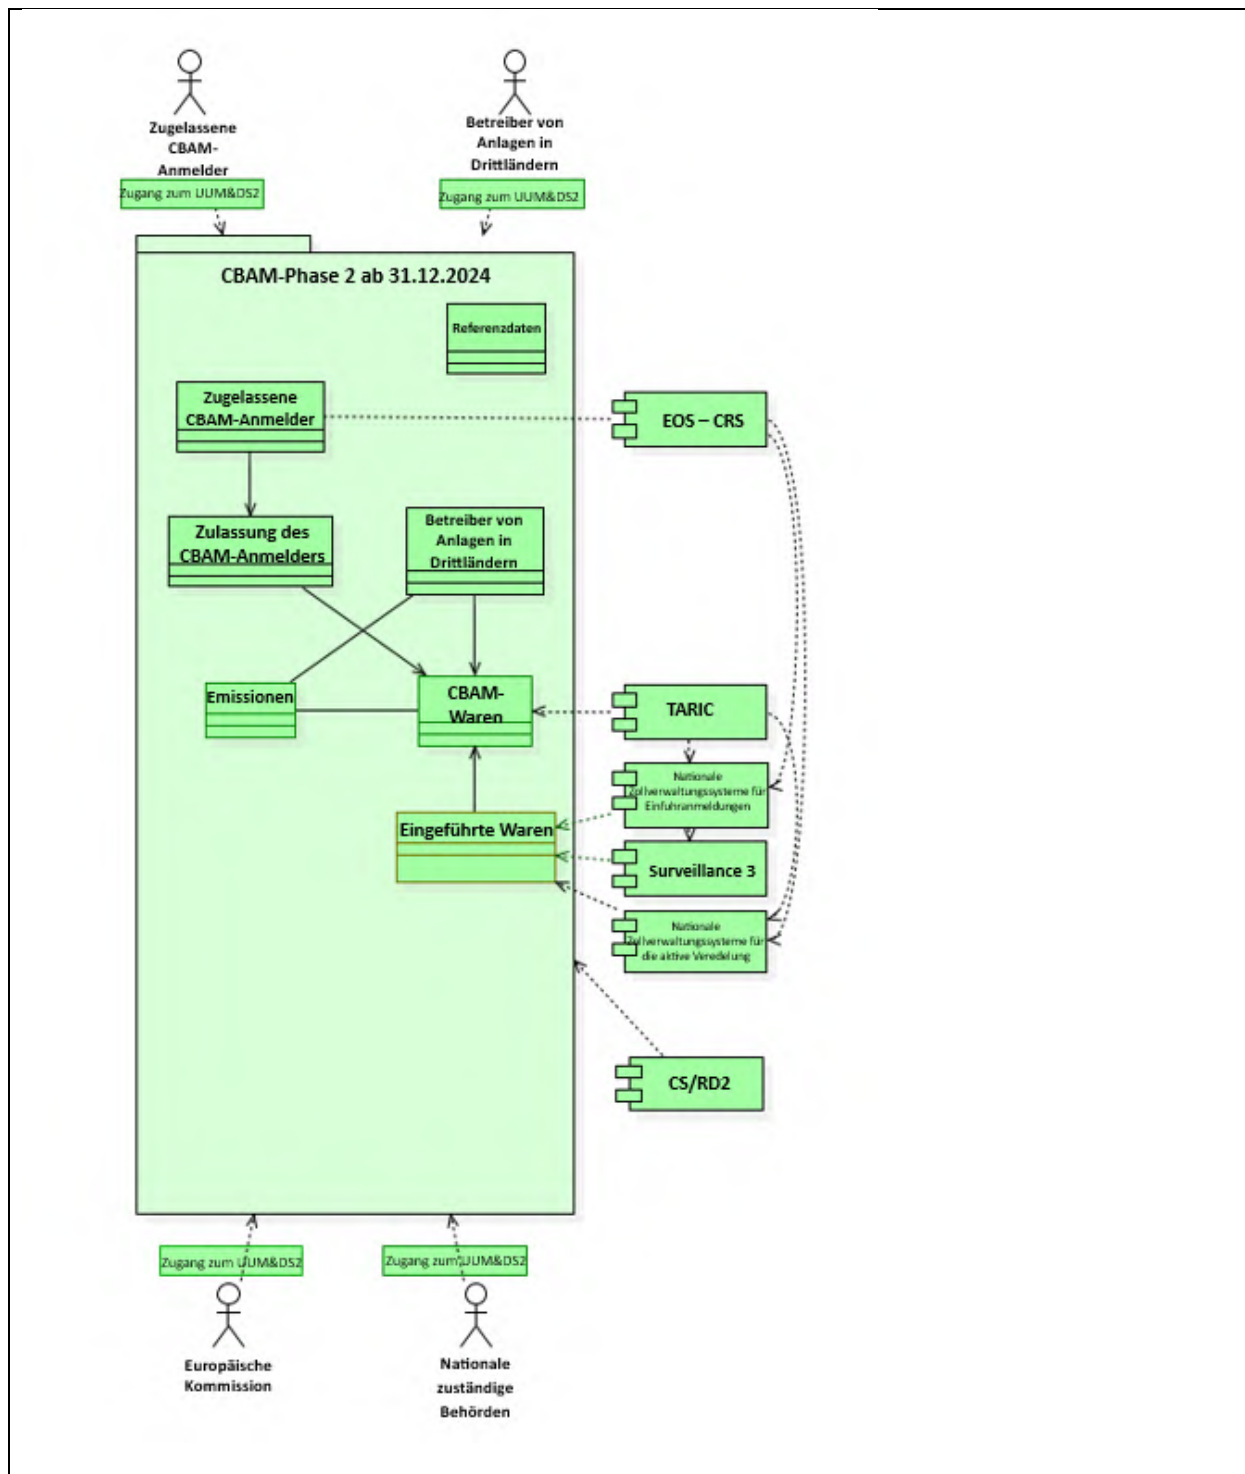 Zugelassene
CBAM-
Anmelder
Zugang zum UUM&DS2
Betreiber von
Anlagen in
Drittländern
Zugang zum UUM&DS2
CBAM-Phase 2 ab 31.12.2024
Referenzdaten
Zugelassene
CBAM-Anmelder
EOS – CRS
Zulassung des
CBAM-Anmelders
Betreiber von
Anlagen in
Drittländern
Emissionen
CBAM-
Waren
TARIC
Nationale
Zollverwaltungssysteme für
Einfuhranmeldungen
Eingeführte Waren
Surveillance 3
Nationale
Zollverwaltungssysteme für
die aktive Veredelung
CS/RD2
Zugang zum UUM&DS2
Europäische
Kommission
Zugang zum UUM&DS2
Nationale
zuständige
Behörden